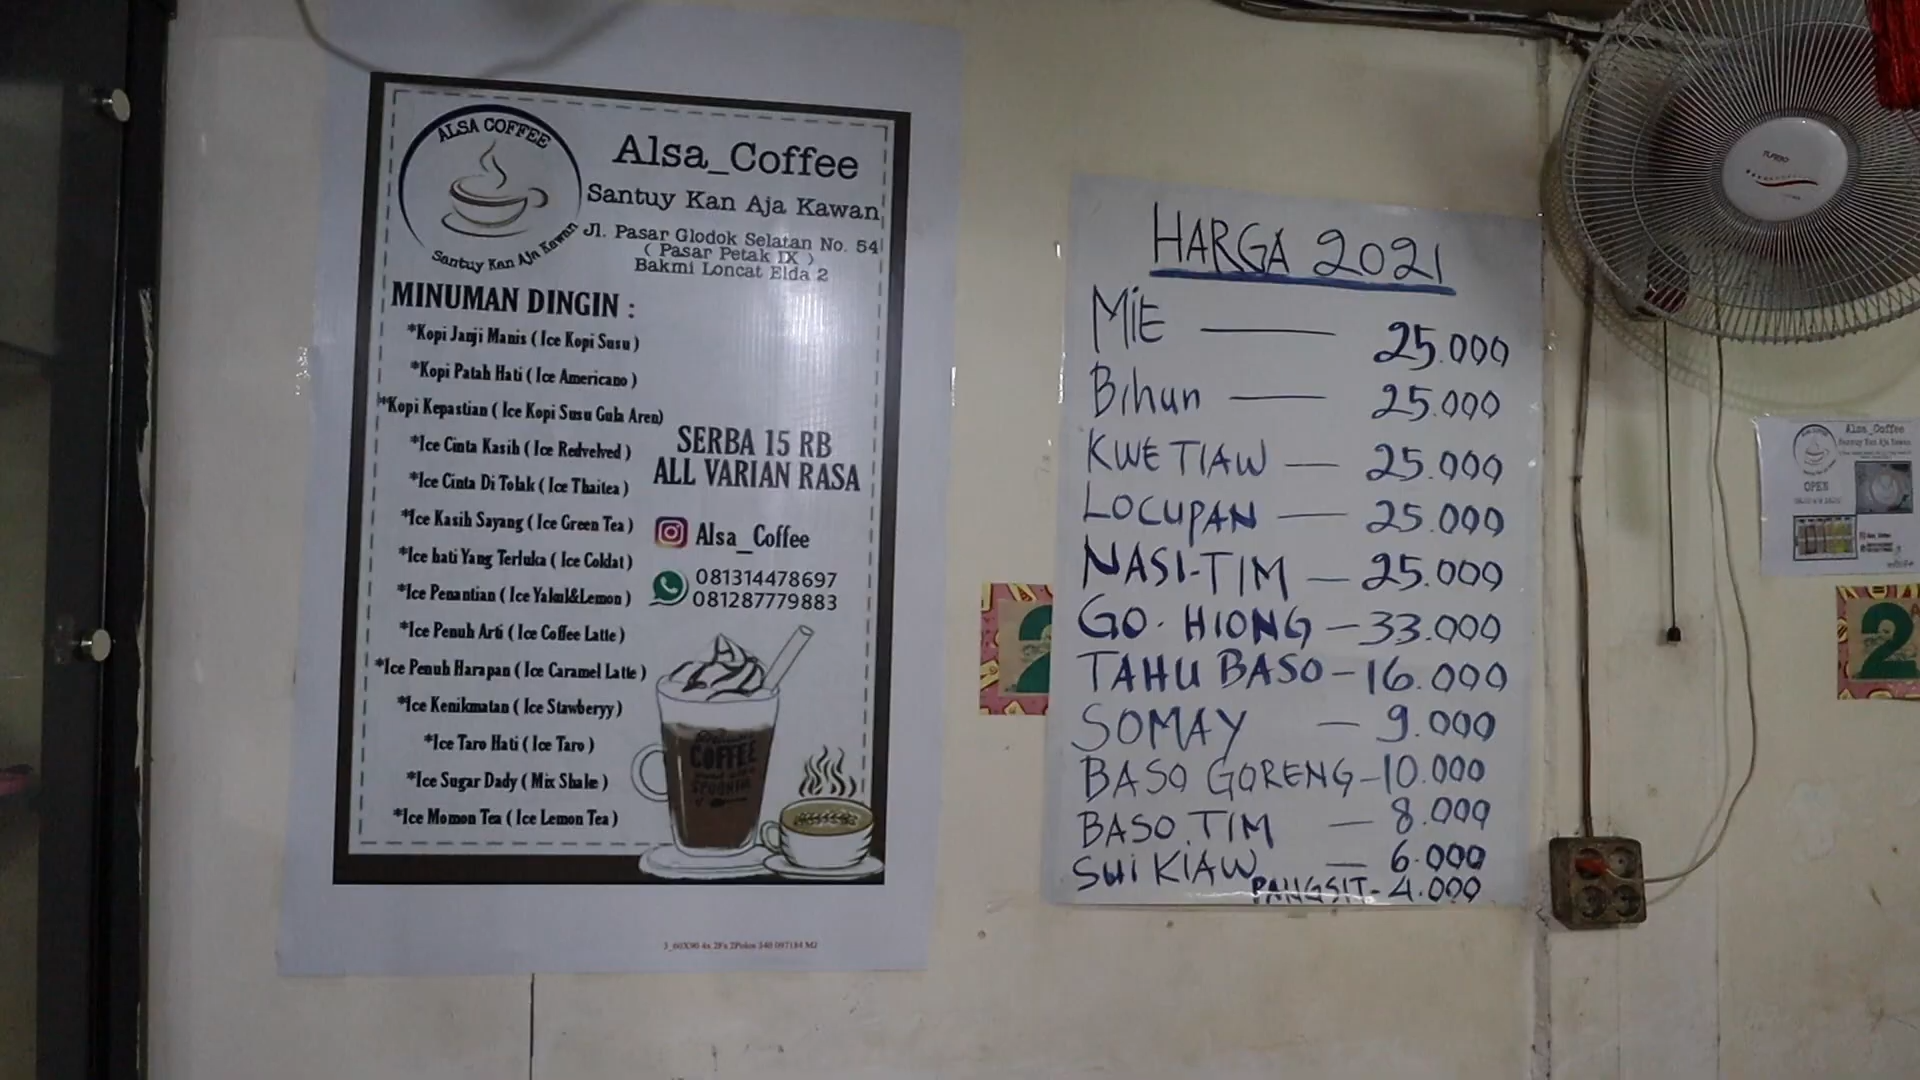 ALSA COFFEE
Santuy Kan Aja Kawan
Alsa_Coffee
Santuy Kan Aja Kawan
Jl. Pasar Glodok Selatan No. 54
( Pasar Petak IX )
Bakmi Loncat Elda 2
MINUMAN DINGIN :
*Kopi Janji Manis ( Ice Kopi Susu )
*Kopi Patah Hati ( Ice Americano )
*Kopi Kepastian ( Ice Kopi Susu Gula Aren)
*Ice Cinta Kasih ( Ice Redvelved )
*Ice Cinta Di Tolak ( Ice Thaitea )
*Ice Kasih Sayang ( Ice Green Tea )
*Ice hati Yang Terluka ( Ice Coklat )
*Ice Penantian ( Ice Yakul&Lemon )
*Ice Penuh Arti ( Ice Coffee Latte )
*Ice Penuh Harapan ( Ice Caramel Latte )
*Ice Kenikmatan ( Ice Stawberyy )
*Ice Taro Hati ( Ice Taro )
*Ice Sugar Dady ( Mix Shake )
*Ice Momon Tea ( Ice Lemon Tea )
SERBA 15 RB
ALL VARIAN RASA
Alsa_Coffee
081314478697
081287779883
COFFEE
HARGA 2021
MIE — 25.000
Bihun — 25.000
KWETIAW — 25.000
LOCUPAN — 25.000
NASI-TIM — 25.000
GO. HIONG — 33.000
TAHU BASO — 16.000
SOMAY — 9.000
BASO GORENG — 10.000
BASO.TIM — 8.000
SUI KIAW — 6.000
PANGSIT - 4.000
Alsa_Coffee
Santuy Kan Aja Kawan
OPEN
2
2